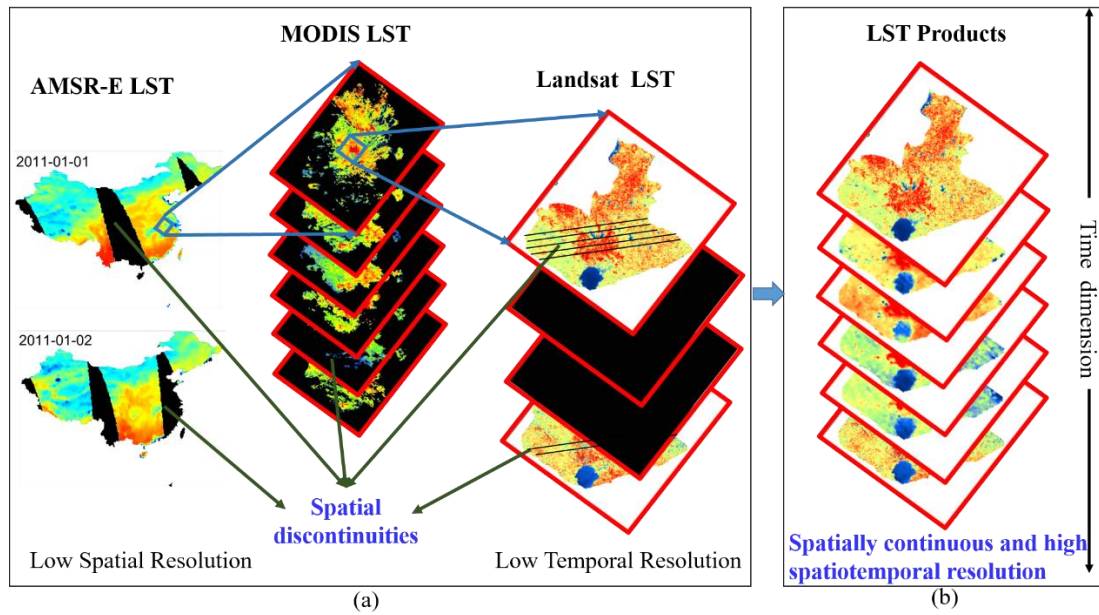 MODIS LST
AMSR-E LST
Landsat LST
2011-01-01
2011-01-02
Spatial
discontinuities
Low Spatial Resolution
Low Temporal Resolution
(a)
LST Products
Time dimension
Spatially continuous and high
spatiotemporal resolution
(b)